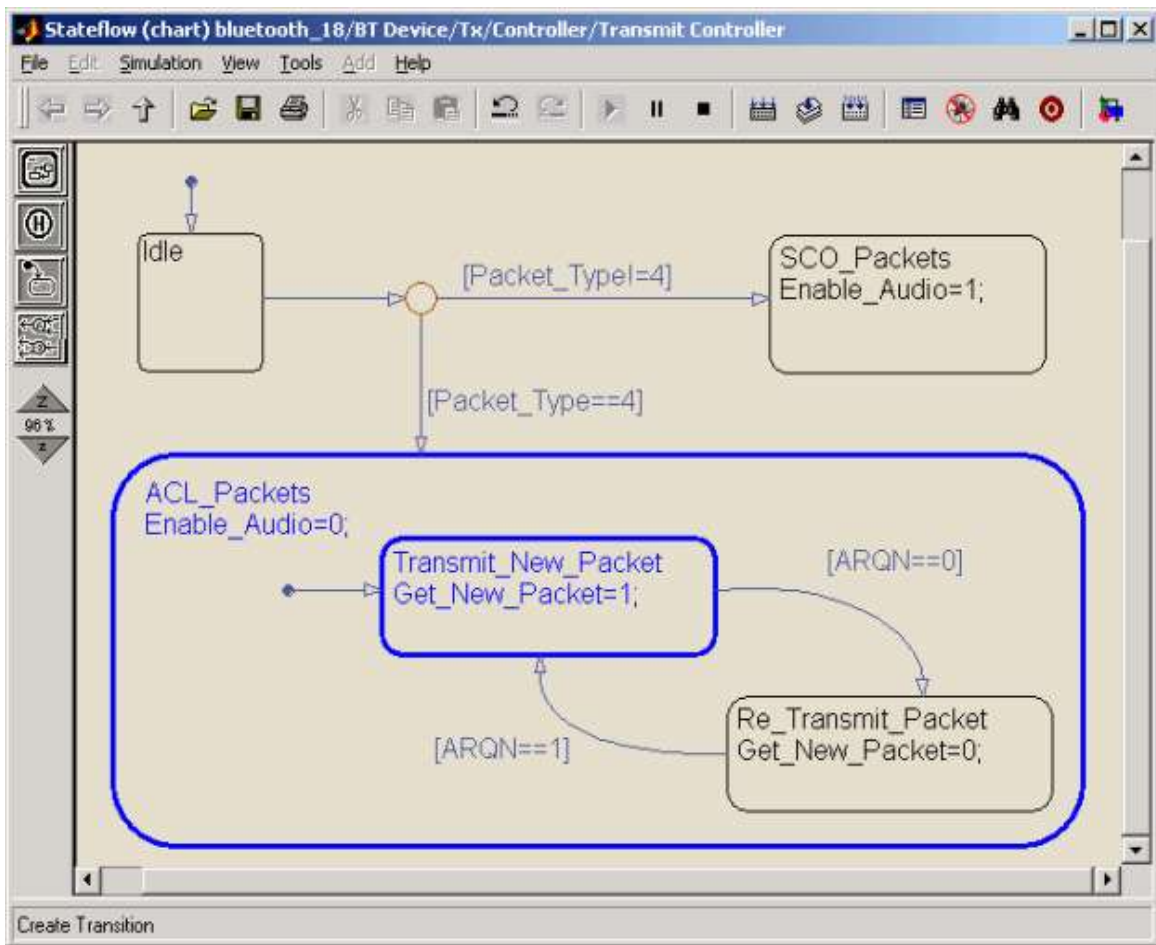 Stateflow (chart) bluetooth_18/BT Device/Tx/Controller/Transmit Controller
File Edit Simulation View Tools Add Help
Idle
[Packet_Type!=4]
SCO_Packets
Enable_Audio=1;
[Packet_Type==4]
Z
96%
z
ACL_Packets
Enable_Audio=0;
Transmit_New_Packet
Get_New_Packet=1;
[ARQN==0]
Re_Transmit_Packet
Get_New_Packet=0;
[ARQN==1]
Create Transition